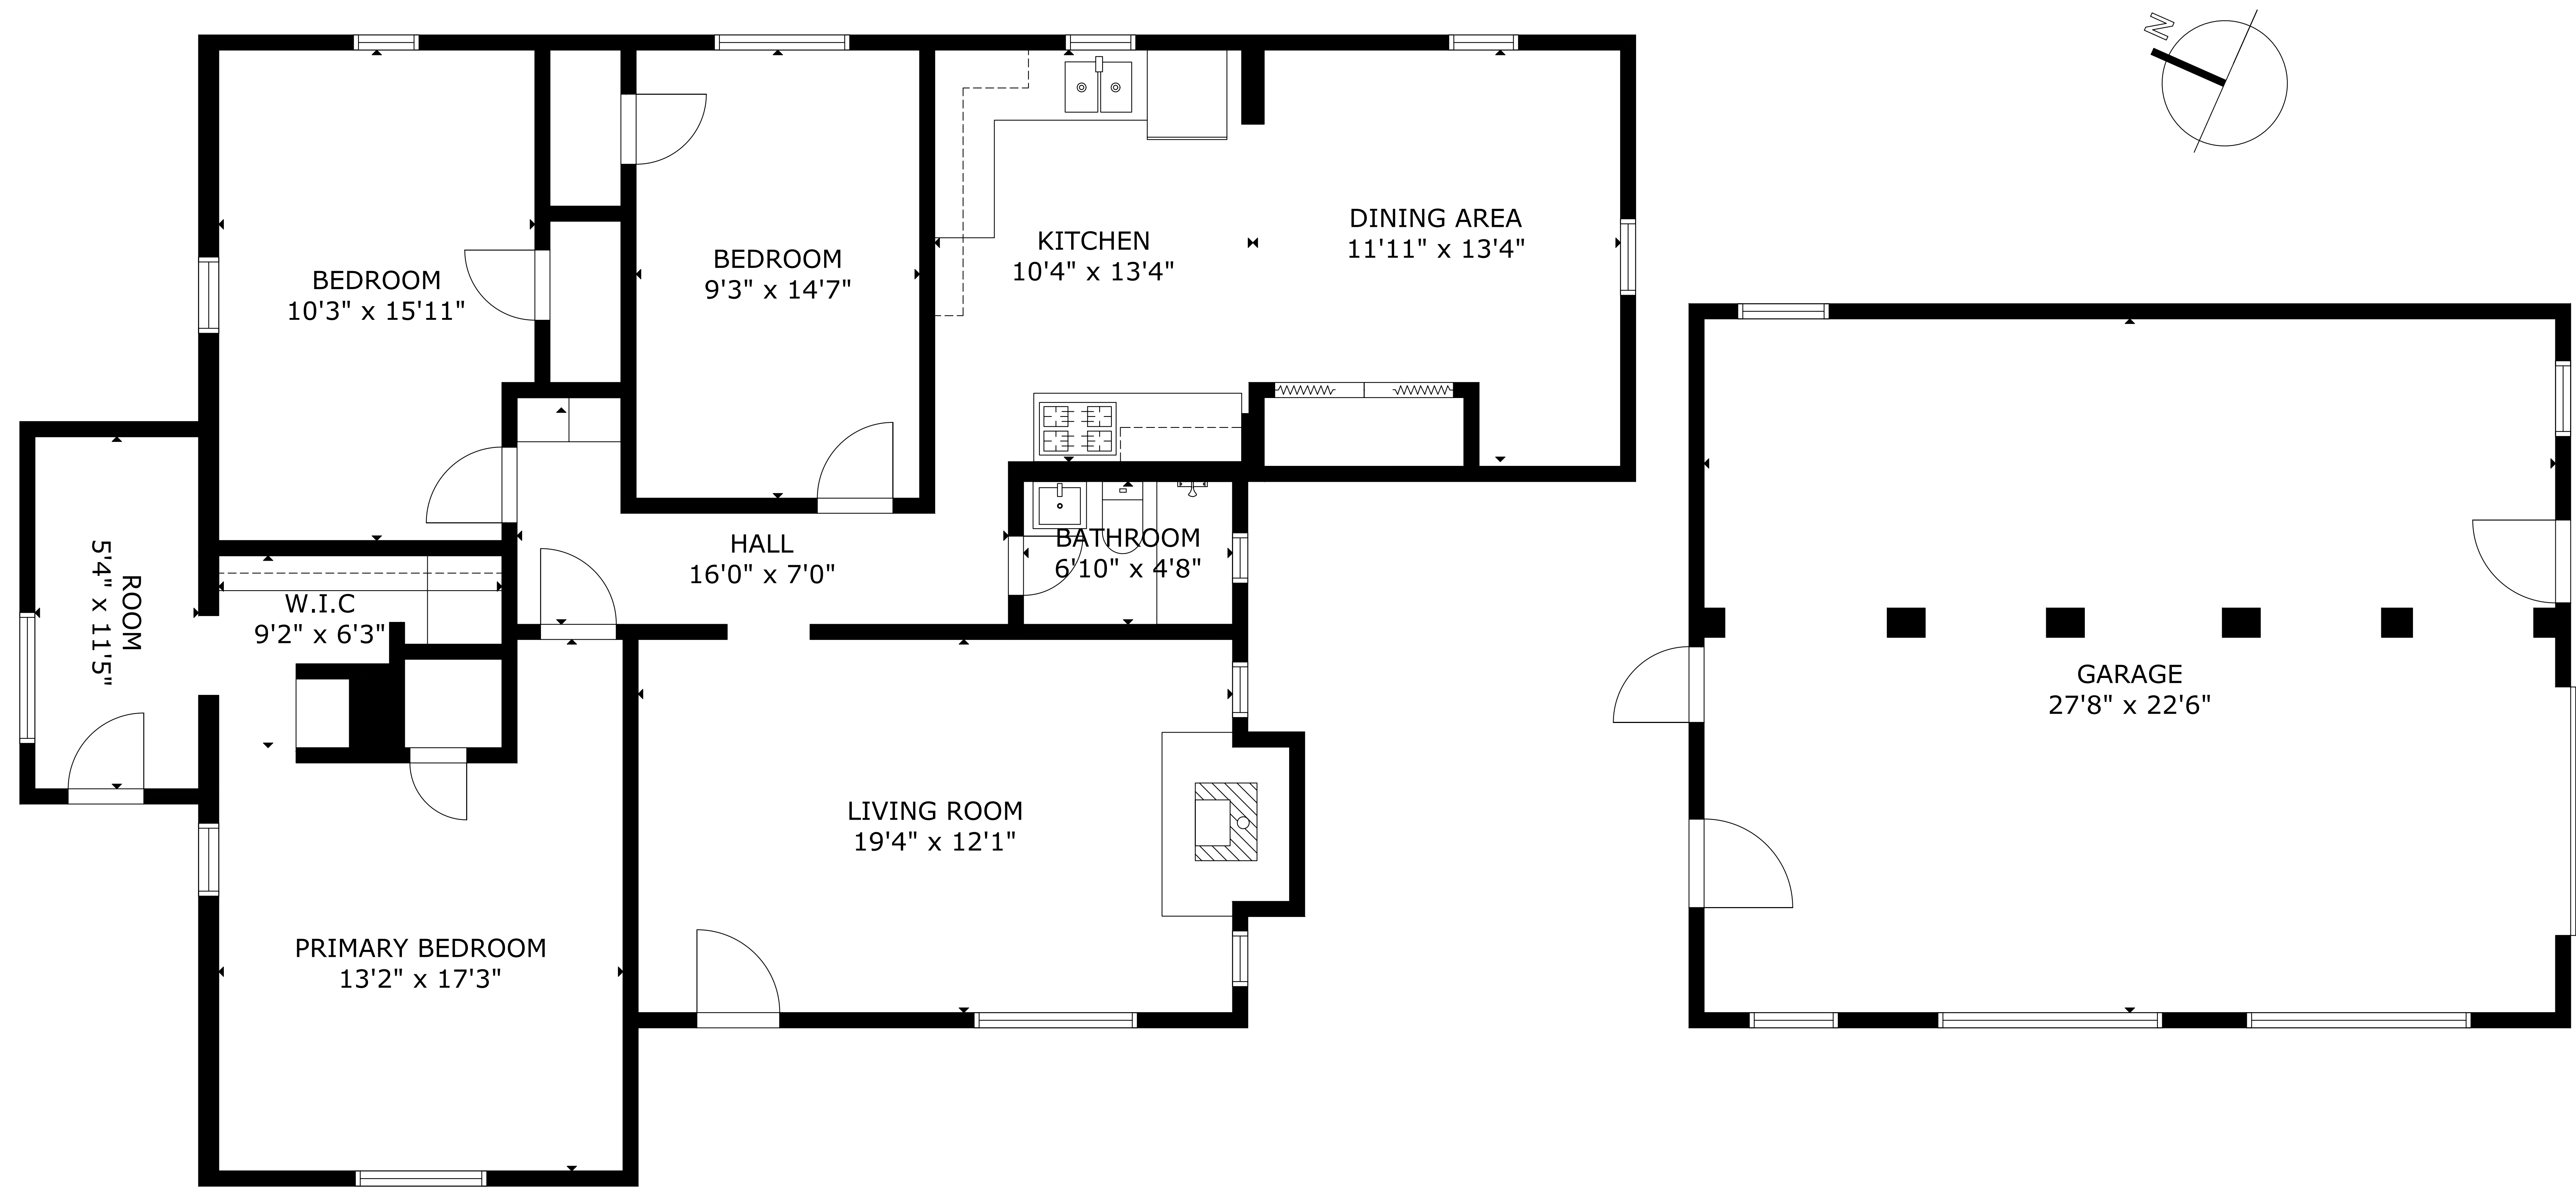 N
BEDROOM
10'3" x 15'11"
BEDROOM
9'3" x 14'7"
KITCHEN
10'4" x 13'4"
DINING AREA
11'11" x 13'4"
ROOM
5'4" x 11'5"
W.I.C
9'2" x 6'3"
HALL
16'0" x 7'0"
BATHROOM
6'10" x 4'8"
GARAGE
27'8" x 22'6"
LIVING ROOM
19'4" x 12'1"
PRIMARY BEDROOM
13'2" x 17'3"